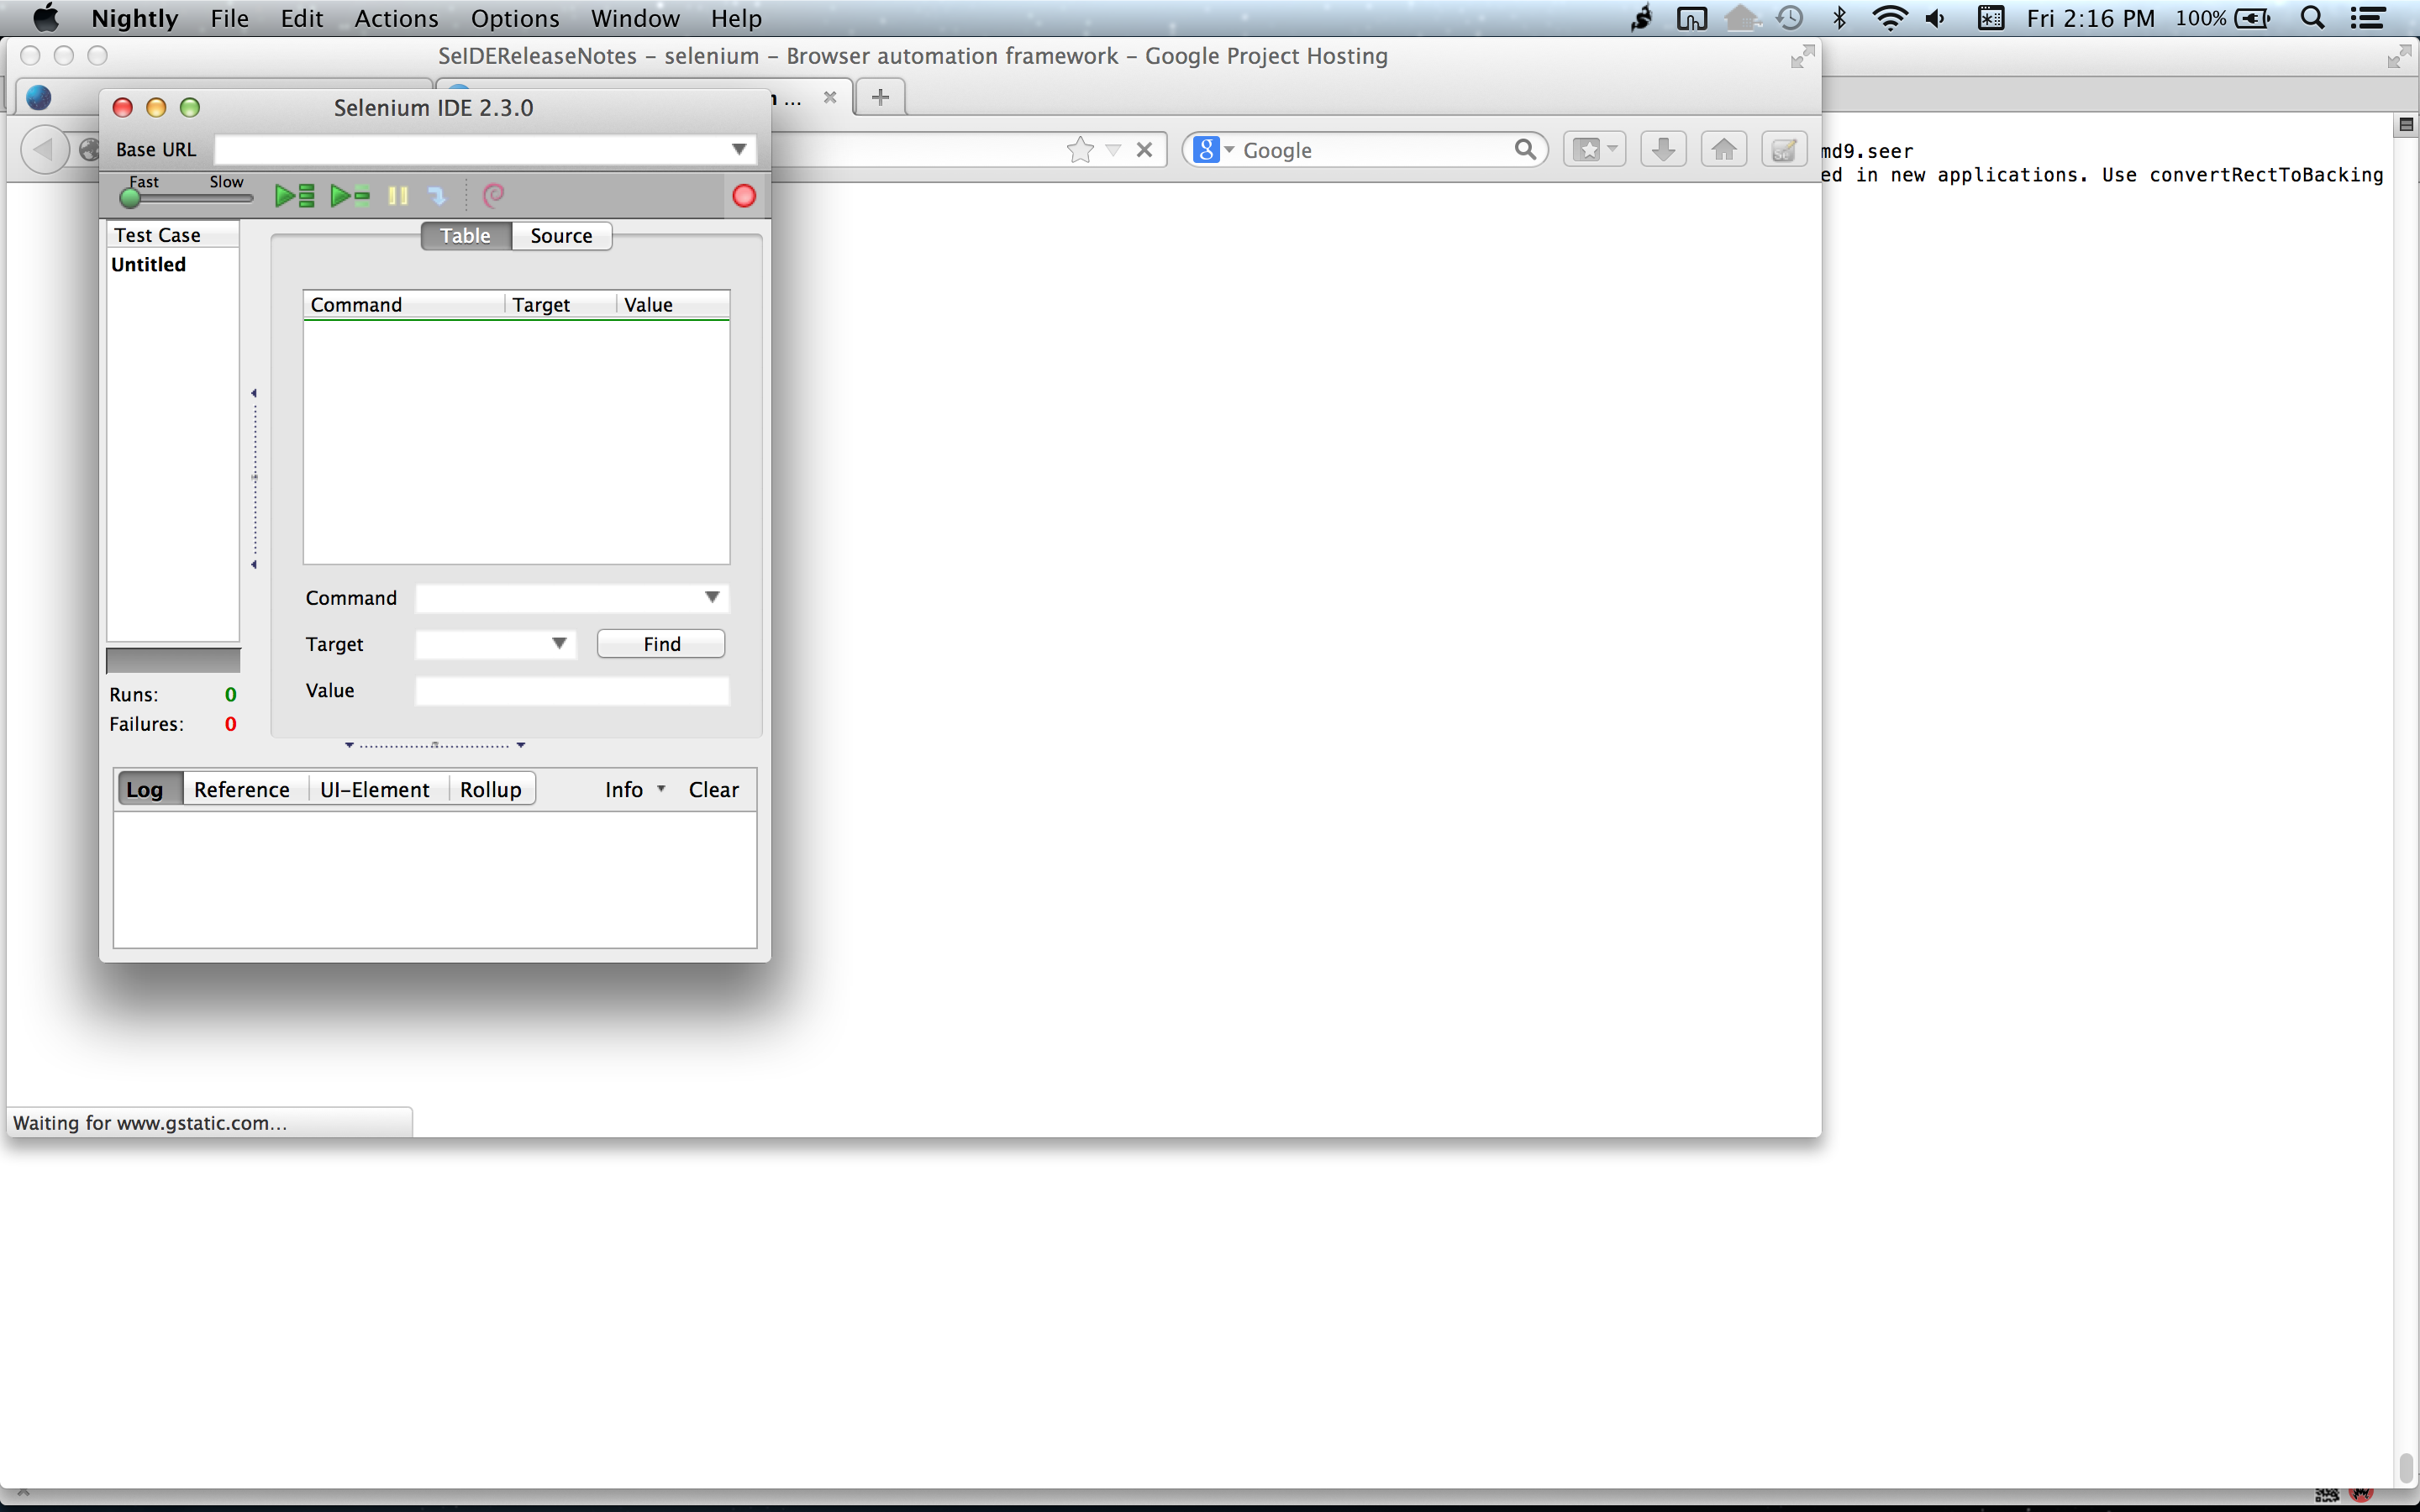 Nightly File Edit Actions Options Window Help Fri 2:16 PM 100%
SeIDEReleaseNotes – selenium – Browser automation framework – Google Project Hosting
Selenium IDE 2.3.0
Base URL
Google
md9.seer
ed in new applications. Use convertRectToBacking
Fast Slow
Test Case
Untitled
Table Source
Command Target Value
Command
Target Find
Value
Runs: 0
Failures: 0
Log Reference UI-Element Rollup Info Clear
Waiting for www.gstatic.com...